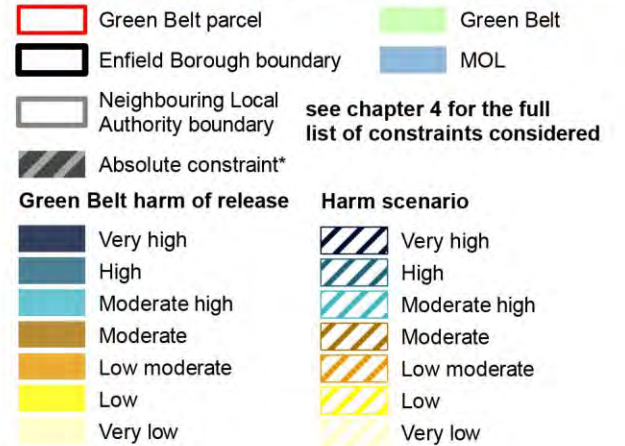 Green Belt parcel
Enfield Borough boundary
Neighbouring Local
Authority boundary
Absolute constraint*
Green Belt
MOL
see chapter 4 for the full
list of constraints considered
Green Belt harm of release
Very high
High
Moderate high
Moderate
Low moderate
Low
Very low
Harm scenario
Very high
High
Moderate high
Moderate
Low moderate
Low
Very low